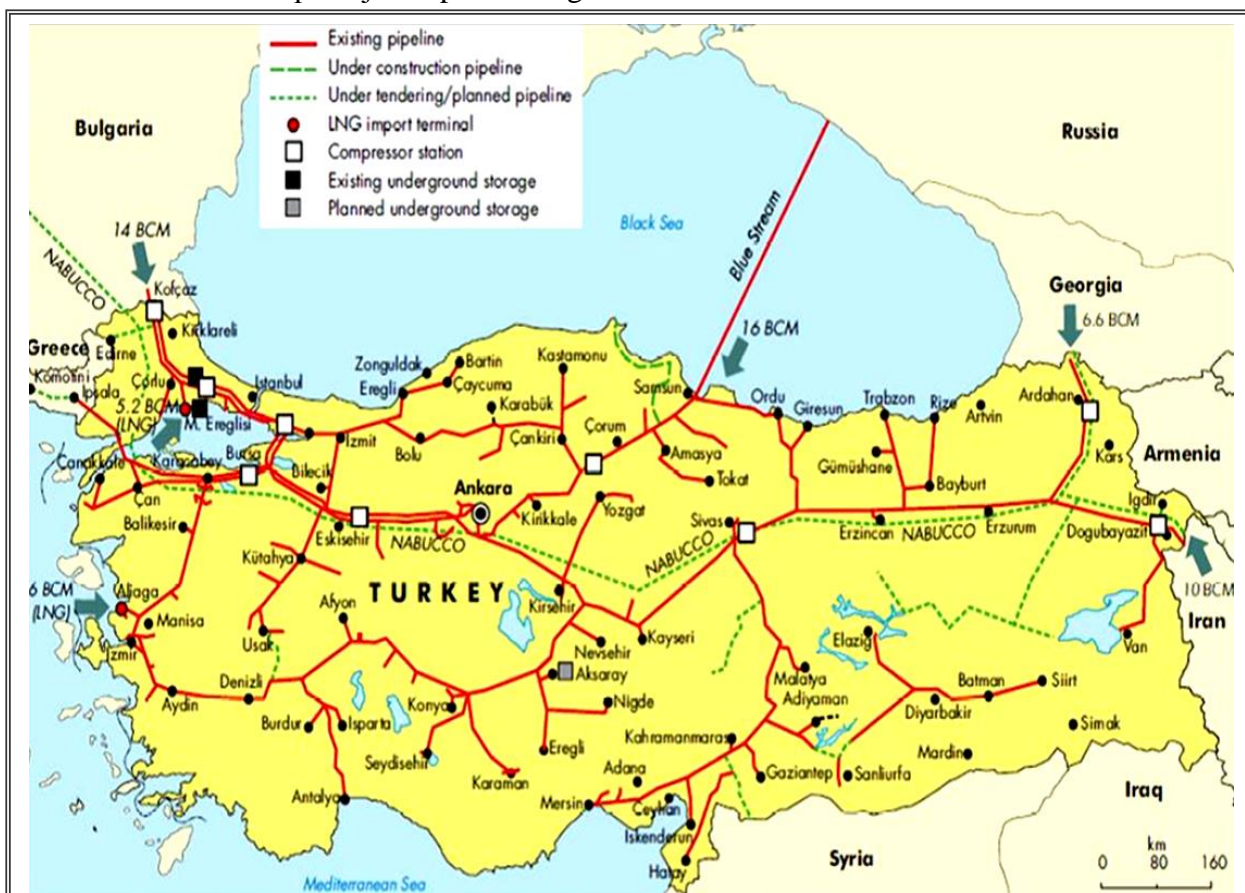 Existing pipeline
Under construction pipeline
Under tendering/planned pipeline
LNG import terminal
Compressor station
Existing underground storage
Planned underground storage
Bulgaria
Russia
Black Sea
Blue Stream
14 BCM
NABUCCO
Kofçaz
Georgia
6.6 BCM
16 BCM
Kirklareli
Greece
Edirne
Komotini
Ipsala
Çorlu
Istanbul
5.2 BCM
(LNG)
M. Ereglisi
Zonguldak
Bartin
Eregli
Çaycuma
Kastamonu
Karabük
Samsun
Ordu
Giresun
Trabzon
Rize
Artvin
Ardahan
Kars
Armenia
Izmit
Bolu
Çankiri
Çorum
Amasya
Tokat
Gümüshane
Bayburt
Igdir
Çanakkale
Karacabey
Bursa
Bilecik
Çan
Balikesir
Ankara
Kirikkale
Yozgat
Sivas
Erzincan
NABUCCO
Erzurum
Dogubayazit
Eskisehir
NABUCCO
NABUCCO
Kütahya
TURKEY
10 BCM
Iran
6 BCM
(LNG)
Aliaga
Manisa
Izmir
Usak
Afyon
Kirsehir
Nevsehir
Kayseri
Elazig
Van
Aksaray
Malatya
Adiyaman
Batman
Siirt
Diyarbakir
Simak
Mardin
Aydin
Denizli
Burdur
Isparta
Konya
Nigde
Seydisehir
Karaman
Eregli
Kahramanmaras
Adana
Gaziantep
Sanliurfa
Antalya
Mersin
Ceyhan
Iskenderun
Hatay
Iraq
Syria
Mediterranean Sea
km
0 80 160